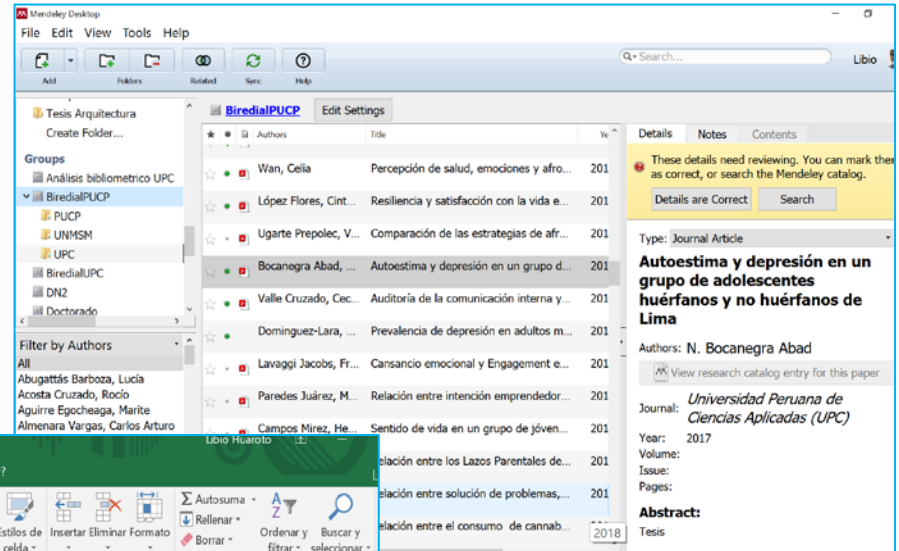 Mendeley Desktop
File Edit View Tools Help
Add Folders Related Sync Help
Search...
Libio
Tesis Arquitectura
Create Folder...
Groups
Análisis bibliometrico UPC
BiredialPUCP
PUCP
UNMSM
UPC
BiredialUPC
DN2
Doctorado
Filter by Authors
All
Abugattás Barboza, Lucía
Acosta Cruzado, Rocío
Aguirre Egocheaga, Marite
Almenara Vargas, Carlos Arturo
BiredialPUCP Edit Settings
Authors Title Ye
Wan, Celia Percepción de salud, emociones y afro... 201
López Flores, Cint... Resiliencia y satisfacción con la vida e... 201
Ugarte Prepolec, V... Comparación de las estrategias de afr... 201
Bocanegra Abad, ... Autoestima y depresión en un grupo d... 201
Valle Cruzado, Cec... Auditoría de la comunicación interna y... 201
Dominguez-Lara, ... Prevalencia de depresión en adultos m... 201
Lavaggi Jacobs, Fr... Cansancio emocional y Engagement e... 201
Paredes Juárez, M... Relación entre intención emprendedor... 201
Campos Mirez, He... Sentido de vida en un grupo de jóven... 201
elación entre los Lazos Parentales de... 201
elación entre solución de problemas,... 201
elación entre el consumo de cannab...
2018
Details Notes Contents
These details need reviewing. You can mark them
as correct, or search the Mendeley catalog.
Details are Correct Search
Type: Journal Article
Autoestima y depresión en un
grupo de adolescentes
huérfanos y no huérfanos de
Lima
Authors: N. Bocanegra Abad
View research catalog entry for this paper
Journal: Universidad Peruana de
Ciencias Aplicadas (UPC)
Year: 2017
Volume:
Issue:
Pages:
Abstract:
Tesis
Libio Huaroto
?
Estilos de
celda
Insertar Eliminar Formato
Autosuma
Rellenar
Borrar
Ordenar y
filtrar
Buscar y
seleccionar